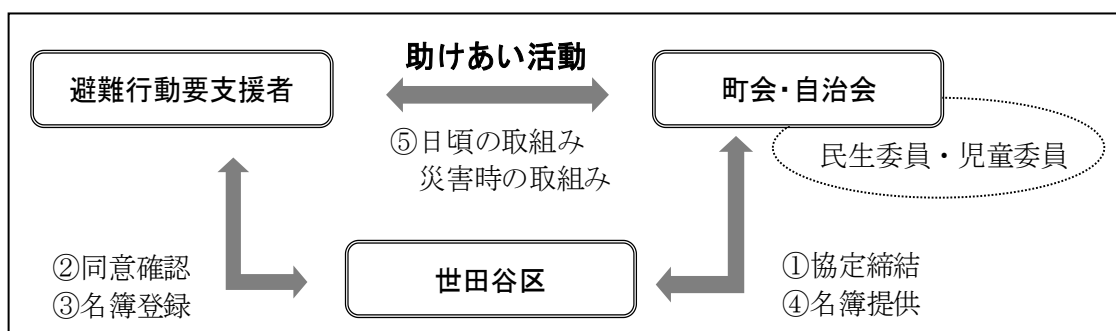 助けあい活動
避難行動要支援者
町会・自治会
⑤日頃の取組み
災害時の取組み
民生委員・児童委員
②同意確認
③名簿登録
世田谷区
①協定締結
④名簿提供